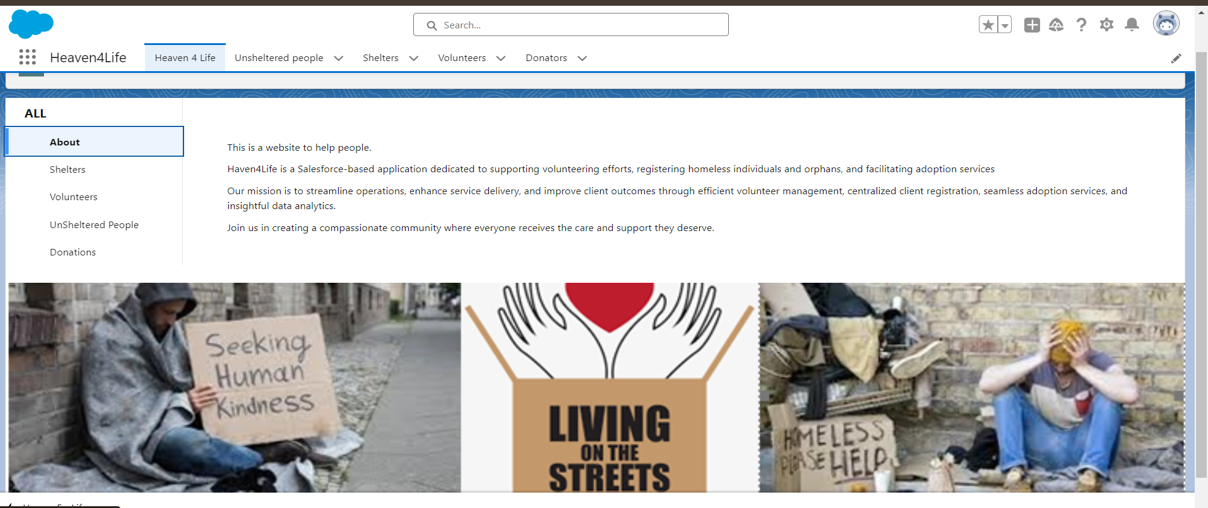 Search...
Heaven4Life
Heaven 4 Life
Unsheltered people
Shelters
Volunteers
Donators
ALL
About
Shelters
Volunteers
UnSheltered People
Donations
This is a website to help people.
Haven4Life is a Salesforce-based application dedicated to supporting volunteering efforts, registering homeless individuals and orphans, and facilitating adoption services
Our mission is to streamline operations, enhance service delivery, and improve client outcomes through efficient volunteer management, centralized client registration, seamless adoption services, and
insightful data analytics.
Join us in creating a compassionate community where everyone receives the care and support they deserve.
Seeking
Human
Kindness
LIVING
ON THE
STREETS
HOMELESS
PLEASE HELP